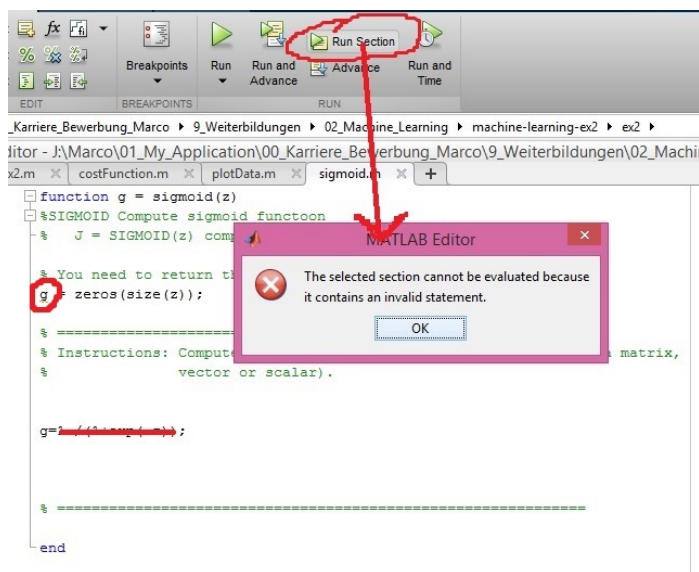 fx
Breakpoints
Run
Run and
Advance
Run Section
Advance
Run and
Time
EDIT
BREAKPOINTS
RUN
_Karriere_Bewerbung_Marco 9_Weiterbildungen 02_Machine_Learning machine-learning-ex2 ex2
ditor - J:\Marco\01_My_Application\00_Karriere_Bewerbung_Marco\9_Weiterbildungen\02_Machi
x2.m costFunction.m plotData.m sigmoid.m +
function g = sigmoid(z)
%SIGMOID Compute sigmoid functoon
% J = SIGMOID(z) comp
MATLAB Editor
The selected section cannot be evaluated because
it contains an invalid statement.
OK
% You need to return th
g = zeros(size(z));
% ======================
% Instructions: Compute matrix,
% vector or scalar).
g= ;
% =============================================================
end